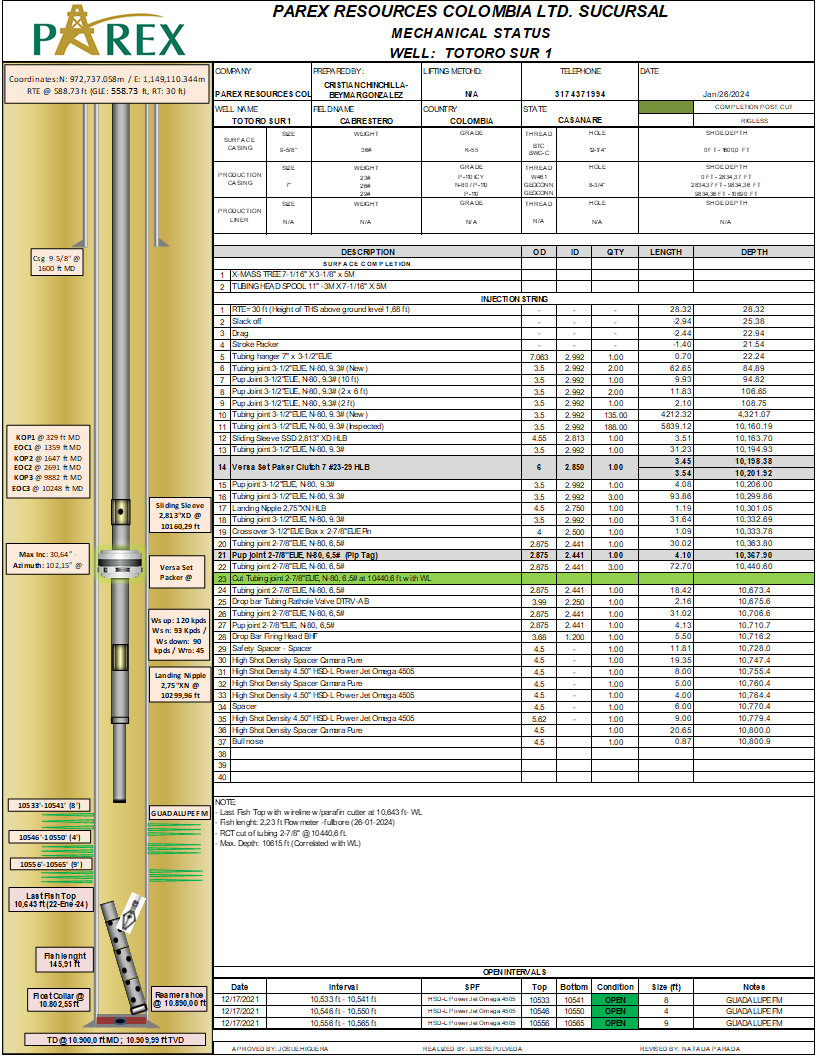 PAREX
PAREX RESOURCES COLOMBIA LTD. SUCURSAL
MECHANICAL STATUS
WELL: TOTORO SUR 1
Coordinates:N: 972,737.058m / E: 1,149,110.344m
RTE @ 588.73 ft (GLE: 558.73 ft, RT: 30 ft)
COMPANY PREPARED BY: LIFTING METOHD: TELEPHONE DATE
PAREX RESOURCES COL CRISTIAN CHINCHILLA- BEYMAR GONZALEZ N/A 317 4371994 Jan/26/2024
WELL NAME FIELD NAME COUNTRY STATE COMPLETION POST CUT
TOTORO SUR 1 CABRESTERO COLOMBIA CASANARE RIGLESS
SURFACE CASING SIZE WEIGHT GRADE THREAD HOLE SHOE DEPTH
9-5/8" 36# K-55 BTC 12-1/4" 0 FT - 1600,0 FT
BWC-C
PRODUCTION CASING SIZE WEIGHT GRADE THREAD HOLE SHOE DEPTH
23# P-110 ICY W461 0 FT - 2834,37 FT
7" 26# N-80 / P-110 GEOCONN 8-3/4" 2834,37 FT - 9834,36 FT
29# P-110 GEOCONN 9834,36 FT - 10890 FT
PRODUCTION LINER SIZE WEIGHT GRADE THREAD HOLE SHOE DEPTH
N/A N/A N/A N/A N/A N/A
DESCRIPTION OD ID QTY LENGTH DEPTH
SURFACE COMPLETION
1 X-MASS TREE 7-1/16" X 3-1/8" x 5M
2 TUBING HEAD SPOOL 11" -3M X 7-1/16" X 5M
INJECTION STRING
1 RTE= 30 ft (Height of THS above ground level 1,68 ft) - - - 28.32 28.32
2 Slack off - - - -2.94 25.38
3 Drag - - - -2.44 22.94
4 Stroke Packer - - - -1.40 21.54
5 Tubing hanger 7" x 3-1/2"EUE 7.063 2.992 1.00 0.70 22.24
6 Tubing joint 3-1/2"EUE, N-80, 9.3# (New ) 3.5 2.992 2.00 62.65 84.89
7 Pup Joint 3-1/2"EUE, N-80, 9.3# (10 ft) 3.5 2.992 1.00 9.93 94.82
8 Pup Joint 3-1/2"EUE, N-80, 9.3# (2 x 6 ft) 3.5 2.992 2.00 11.83 106.65
9 Pup Joint 3-1/2"EUE, N-80, 9.3# (2 ft) 3.5 2.992 1.00 2.10 108.75
10 Tubing joint 3-1/2"EUE, N-80, 9.3# (New ) 3.5 2.992 135.00 4212.32 4,321.07
11 Tubing joint 3-1/2"EUE, N-80, 9.3# (Inspected) 3.5 2.992 188.00 5839.12 10,160.19
12 Sliding Sleeve SSD 2,813" XD HLB 4.55 2.813 1.00 3.51 10,163.70
13 Tubing joint 3-1/2"EUE, N-80, 9.3# 3.5 2.992 1.00 31.23 10,194.93
14 Versa Set Paker Clutch 7 #23-29 HLB 6 2.850 1.00 3.45 10,198.38
3.54 10,201.92
15 Pup joint 3-1/2"EUE, N-80, 9.3# 3.5 2.992 1.00 4.08 10,206.00
16 Tubing joint 3-1/2"EUE, N-80, 9.3# 3.5 2.992 3.00 93.86 10,299.86
17 Landing Nipple 2,75"XN HLB 4.5 2.750 1.00 1.19 10,301.05
18 Tubing joint 3-1/2"EUE, N-80, 9.3# 3.5 2.992 1.00 31.64 10,332.69
19 Crossover 3-1/2"EUE Box x 2-7/8"EUE Pin 4 2.500 1.00 1.09 10,333.78
20 Tubing joint 2-7/8"EUE, N-80, 6,5# 2.875 2.441 1.00 30.02 10,363.80
21 Pup joint 2-7/8"EUE, N-80, 6,5# (Pip Tag) 2.875 2.441 1.00 4.10 10,367.90
22 Tubing joint 2-7/8"EUE, N-80, 6,5# 2.875 2.441 3.00 72.70 10,440.60
23 Cut Tubing joint 2-7/8"EUE, N-80, 6,5# at 10440,6 ft with WL
24 Tubing joint 2-7/8"EUE, N-80, 6,5# 2.875 2.441 1.00 18.42 10,673.4
25 Drop bar Tubing Rathole Valve DTRV-AB 3.99 2.250 1.00 2.16 10,675.6
26 Tubing joint 2-7/8"EUE, N-80, 6,5# 2.875 2.441 1.00 31.02 10,706.6
27 Pup joint 2-7/8"EUE, N-80, 6,5# 2.875 2.441 1.00 4.13 10,710.7
28 Drop Bar Firing Head BHF 3.68 1.200 1.00 5.50 10,716.2
29 Safety Spacer - Spacer 4.5 - 1.00 11.81 10,728.0
30 High Shot Density Spacer Camara Pure 4.5 - 1.00 19.35 10,747.4
31 High Shot Density 4.50" HSD-L Power Jet Omega 4505 4.5 - 1.00 8.00 10,755.4
32 High Shot Density Spacer Camara Pure 4.5 - 1.00 5.00 10,760.4
33 High Shot Density 4.50" HSD-L Power Jet Omega 4505 4.5 - 1.00 4.00 10,764.4
34 Spacer 4.5 - 1.00 6.00 10,770.4
35 High Shot Density 4.50" HSD-L Power Jet Omega 4505 5.62 - 1.00 9.00 10,779.4
36 High Shot Density Spacer Camara Pure 4.5 1.00 20.65 10,800.0
37 Bull nose 4.5 1.00 0.87 10,800.9
38
39
40
NOTE:
- Last Fish Top with wireline w/parafin cutter at 10,643 ft- WL
- Fish lenght: 2,23 ft Flow meter -fullbore (26-01-2024)
- RCT cut of tubing 2-7/8" @ 10440,6 ft.
- Max. Depth: 10615 ft (Correlated with WL)
OPEN INTERVALS
Date Interval SPF Top Bottom Condition Size (ft) Notes
12/17/2021 10,533 ft - 10,541 ft HSD-L Power Jet Omega 4505 10533 10541 OPEN 8 GUADALUPE FM
12/17/2021 10,546 ft - 10,550 ft HSD-L Power Jet Omega 4505 10546 10550 OPEN 4 GUADALUPE FM
12/17/2021 10,556 ft - 10,565 ft HSD-L Power Jet Omega 4505 10556 10565 OPEN 9 GUADALUPE FM
APROVED BY: JOSUE HIGUERA REALIZED BY: LUIS SEPULVEDA REVISED BY: NATALIA PARADA
Csg 9-5/8" @
1600 ft MD
KOP1 @ 329 ft MD
EOC1 @ 1359 ft MD
KOP2 @ 1647 ft MD
EOC2 @ 2691 ft MD
KOP3 @ 9882 ft MD
EOC3 @ 10248 ft MD
Sliding Sleeve
2,813"XD @
10160,29 ft
Max Inc: 30,64° -
Azimuth: 102,15° @
Versa Set
Packer @
Ws up: 120 kpds
Ws n: 93 Kpds /
Ws down: 90
kpds / WTD: 45
Landing Nipple
2,75"XN @
10299,96 ft
10533'-10541' (8')
GUADALUPE FM
10546'-10550' (4')
10556'-10565' (9')
Last Fish Top
10,643 ft (22-Ene-24)
Fish lenght
145,91 ft
Float Collar @
10.802,55 ft
Reamer shoe
@ 10.890,00 ft
TD @ 10.900,0 ft MD ; 10.909,99 ft TVD